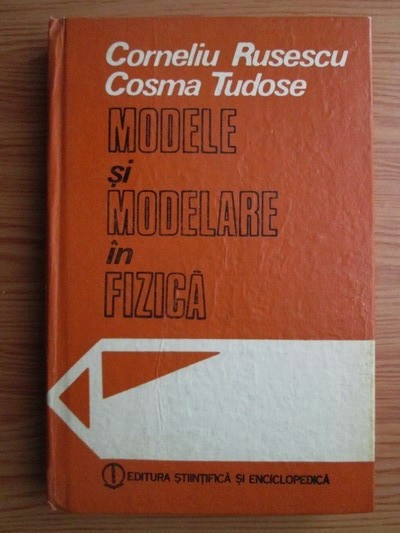 Corneliu Rusescu
Cosma Tudose
MODELE
și
MODELARE
în
FIZICĂ
EDITURA ȘTIINȚIFICĂ ȘI ENCICLOPEDICĂ